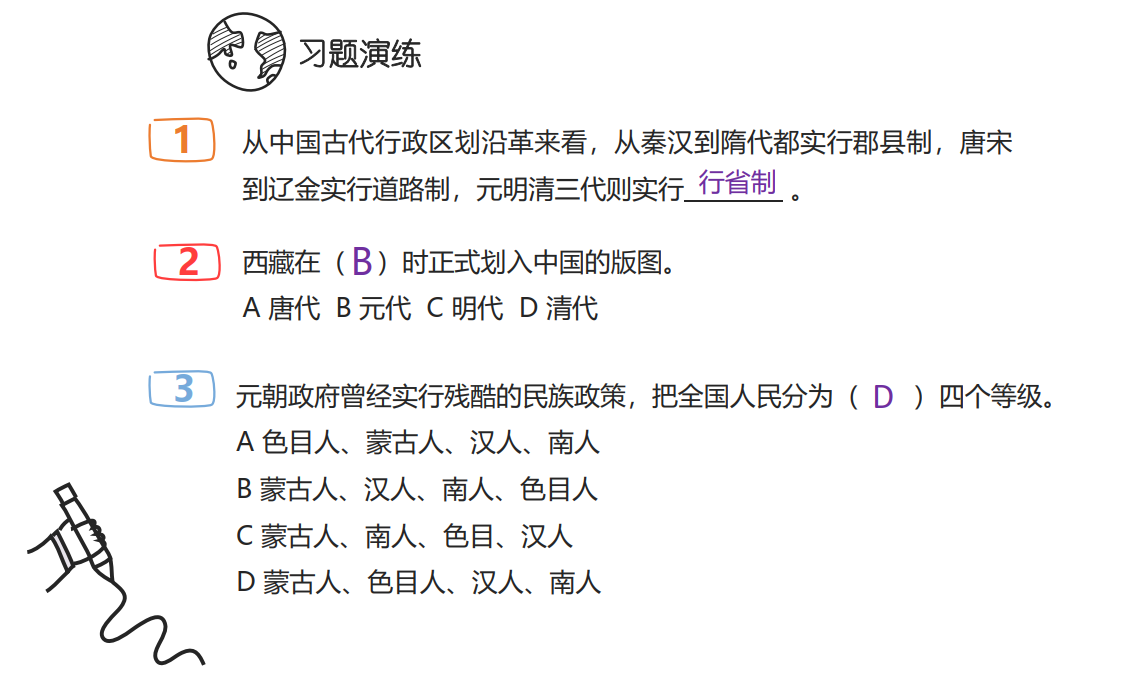 习题演练
1 从中国古代行政区划沿革来看，从秦汉到隋代都实行郡县制，唐宋
到辽金实行道路制，元明清三代则实行 行省制 。
2 西藏在（B）时正式划入中国的版图。
A 唐代 B 元代 C 明代 D 清代
3 元朝政府曾经实行残酷的民族政策，把全国人民分为（ D ）四个等级。
A 色目人、蒙古人、汉人、南人
B 蒙古人、汉人、南人、色目人
C 蒙古人、南人、色目、汉人
D 蒙古人、色目人、汉人、南人